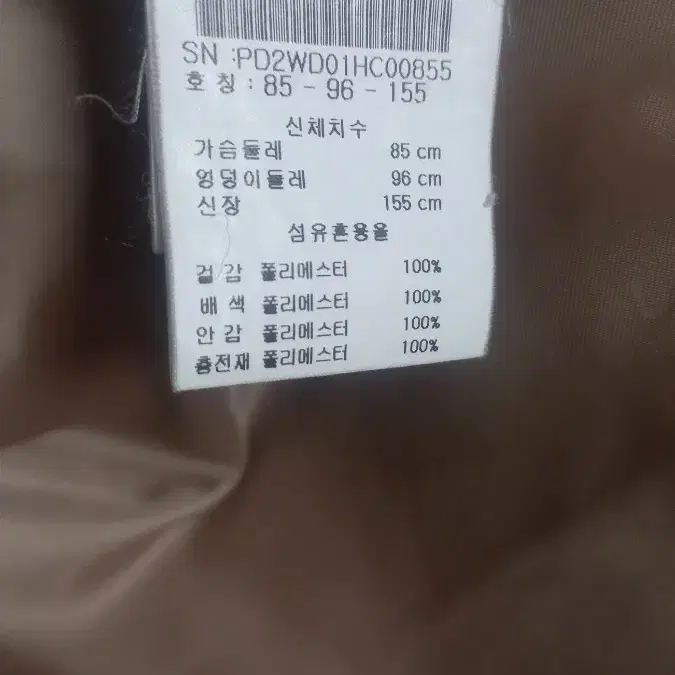 SN :PD2WD01HC00855
호 칭 : 85 - 96 - 155
신체치수
가슴둘레 85 cm
엉덩이둘레 96 cm
신장 155 cm
섬유혼용율
겉 감 폴리에스터 100%
배 색 폴리에스터 100%
안 감 폴리에스터 100%
충전재 폴리에스터 100%